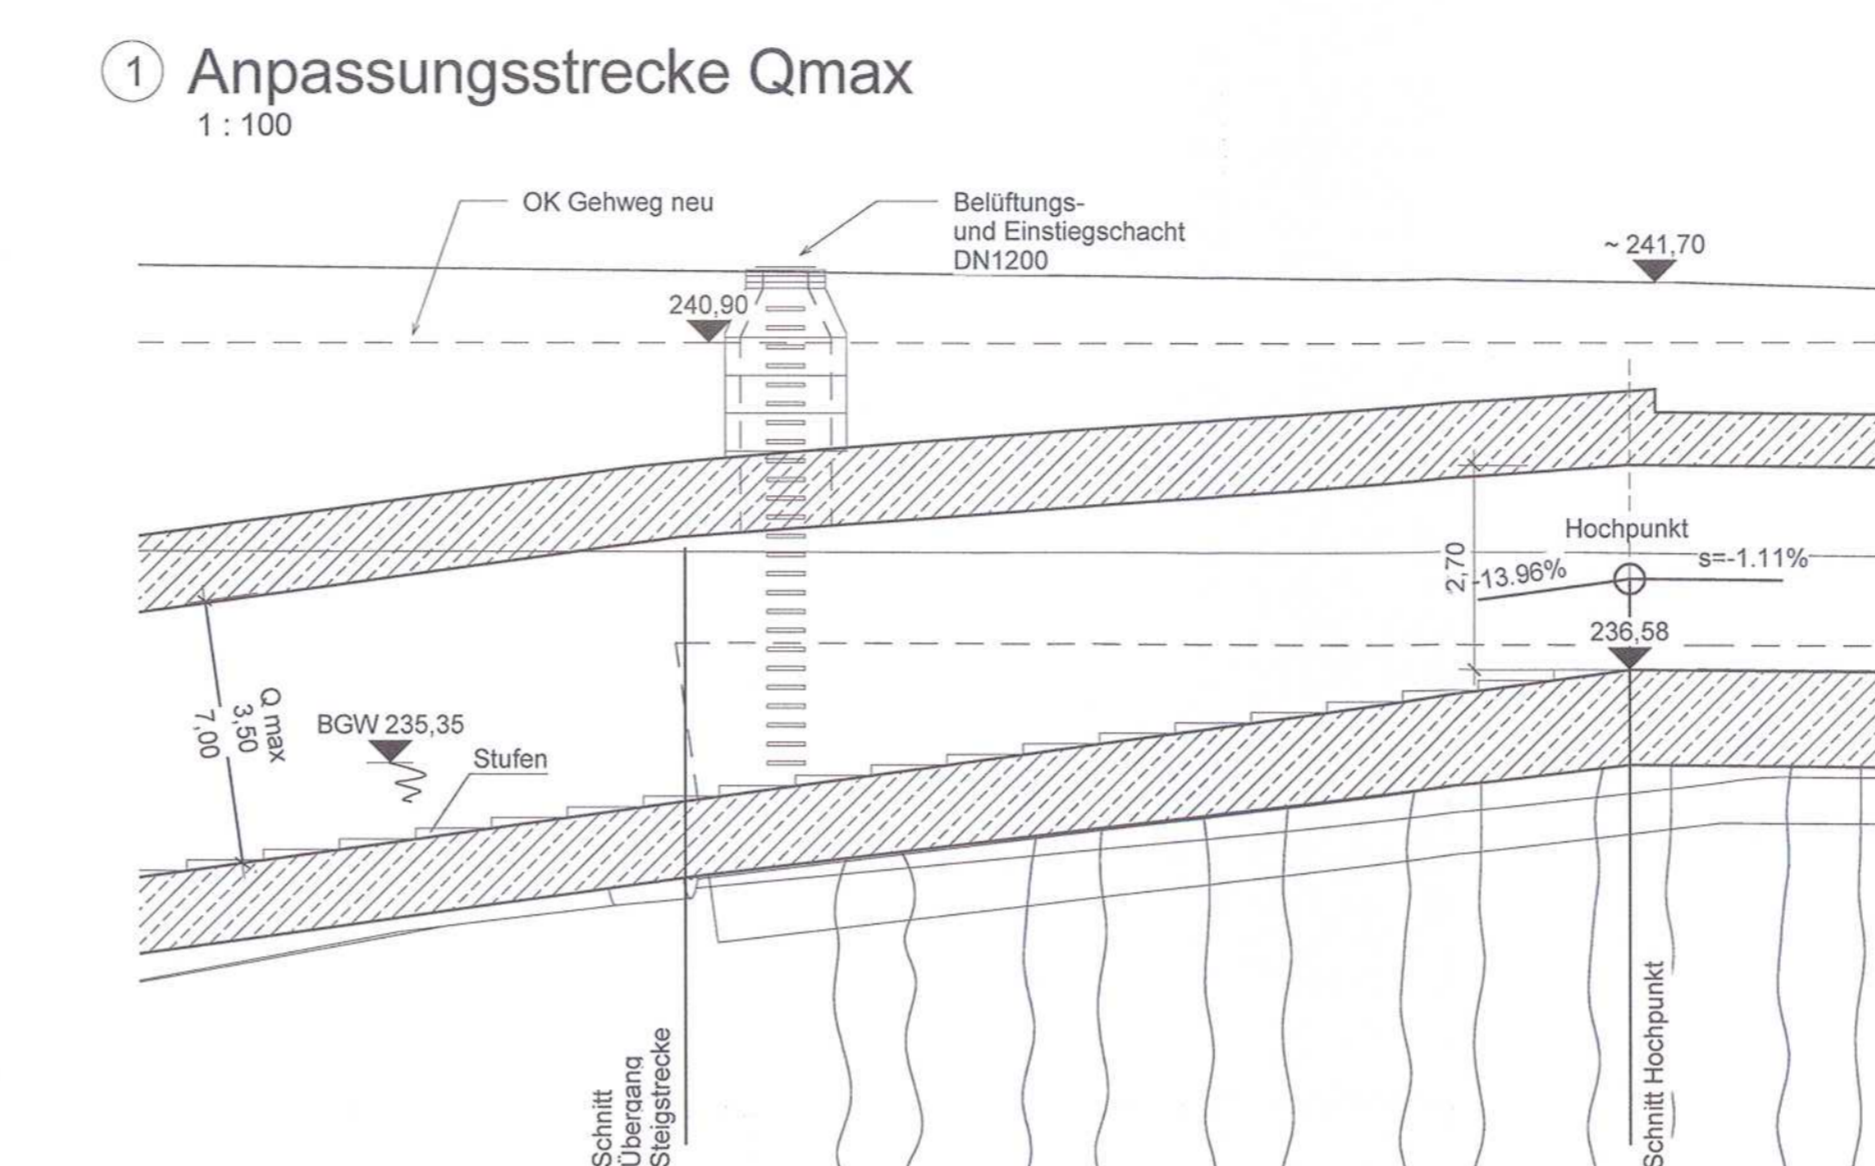 1 Anpassungsstrecke Qmax
1 : 100
OK Gehweg neu
Belüftungs-
und Einstiegschacht
DN1200
~ 241,70
240,90
Hochpunkt
s=-1.11%
-13.96%
2,70
236,58
Q max
3,50
7,00
BGW 235,35
Stufen
Schnitt
Übergang
Steigstrecke
Schnitt Hochpunkt